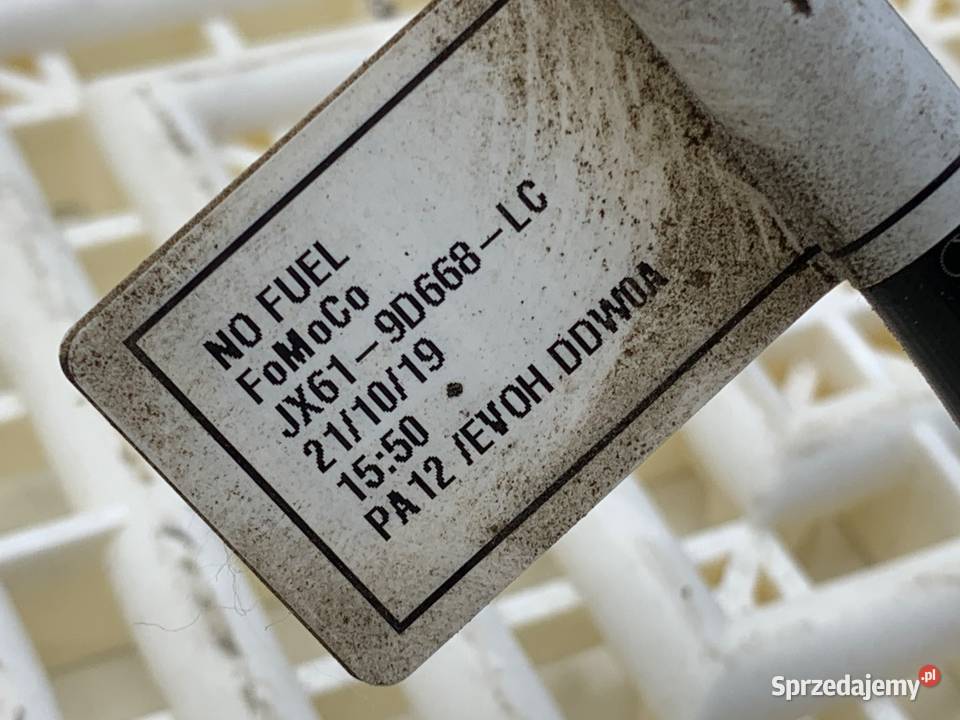 NO FUEL
FoMoCo
JX61-9D668-LC
21/10/19
15:50
PA12 /EVOH DDW0A
Sprzedajemy.pl